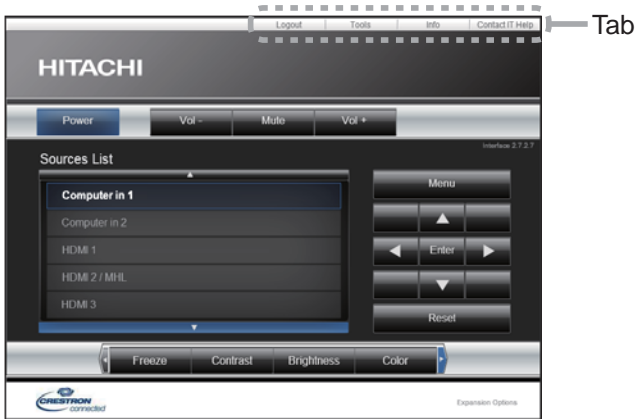 Logout Tools Info Contact IT Help Tab
HITACHI
Power Vol - Mute Vol +
Interface 2.7.2.7
Sources List
Menu
Computer in 1
Computer in 2
HDMI 1
Enter
HDMI 2 / MHL
HDMI 3
Reset
Freeze Contrast Brightness Color
CRESTRON
connected
Expansion Options